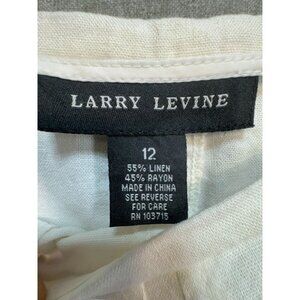 LARRY LEVINE
12
55% LINEN
45% RAYON
MADE IN CHINA
SEE REVERSE
FOR CARE
RN 103715